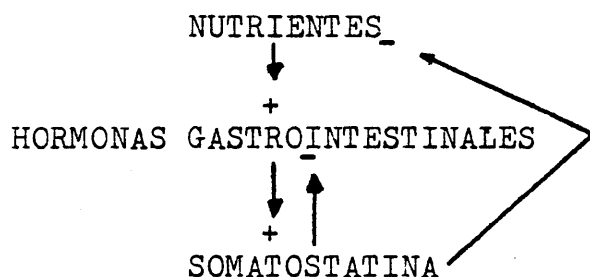 NUTRIENTES
-
+
HORMONAS GASTROINTESTINALES
-
+
SOMATOSTATINA